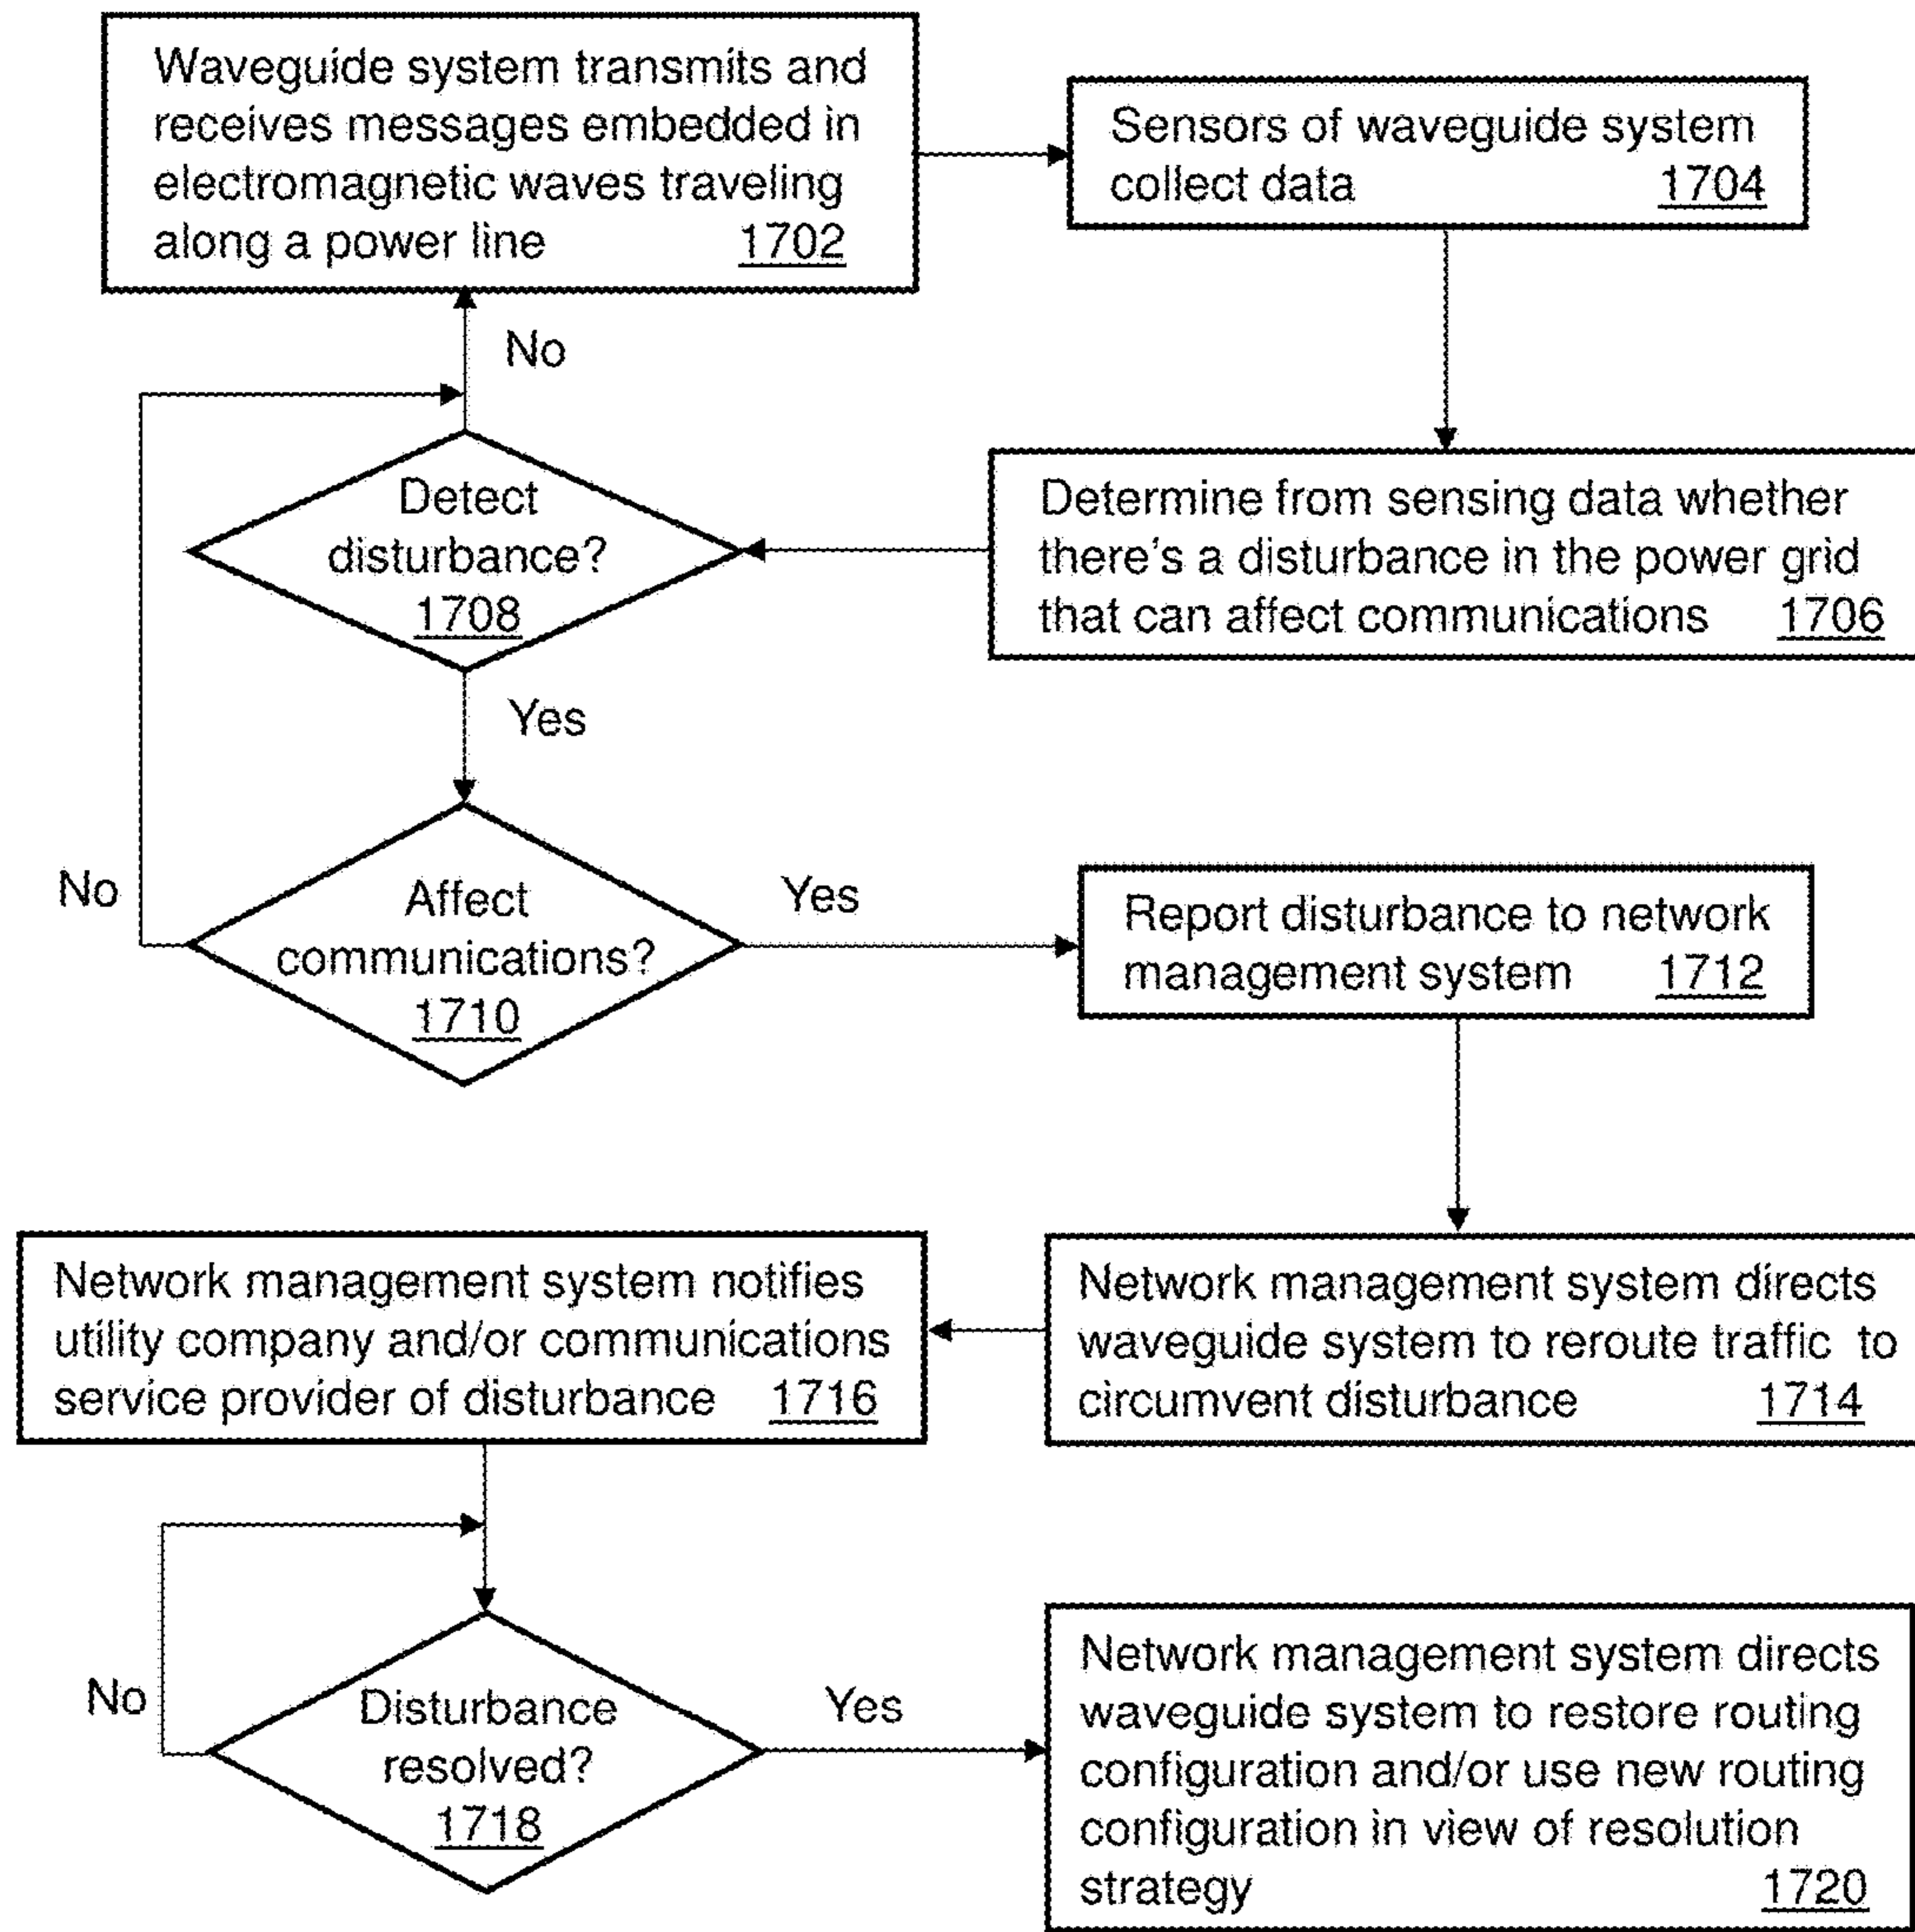 Waveguide system transmits and
receives messages embedded in
electromagnetic waves traveling
along a power line 1702
Sensors of waveguide system
collect data 1704
No
Detect
disturbance?
1708
Determine from sensing data whether
there's a disturbance in the power grid
that can affect communications 1706
Yes
No
Affect
communications?
1710
Yes
Report disturbance to network
management system 1712
Network management system notifies
utility company and/or communications
service provider of disturbance 1716
Network management system directs
waveguide system to reroute traffic to
circumvent disturbance 1714
No
Disturbance
resolved?
1718
Yes
Network management system directs
waveguide system to restore routing
configuration and/or use new routing
configuration in view of resolution
strategy 1720